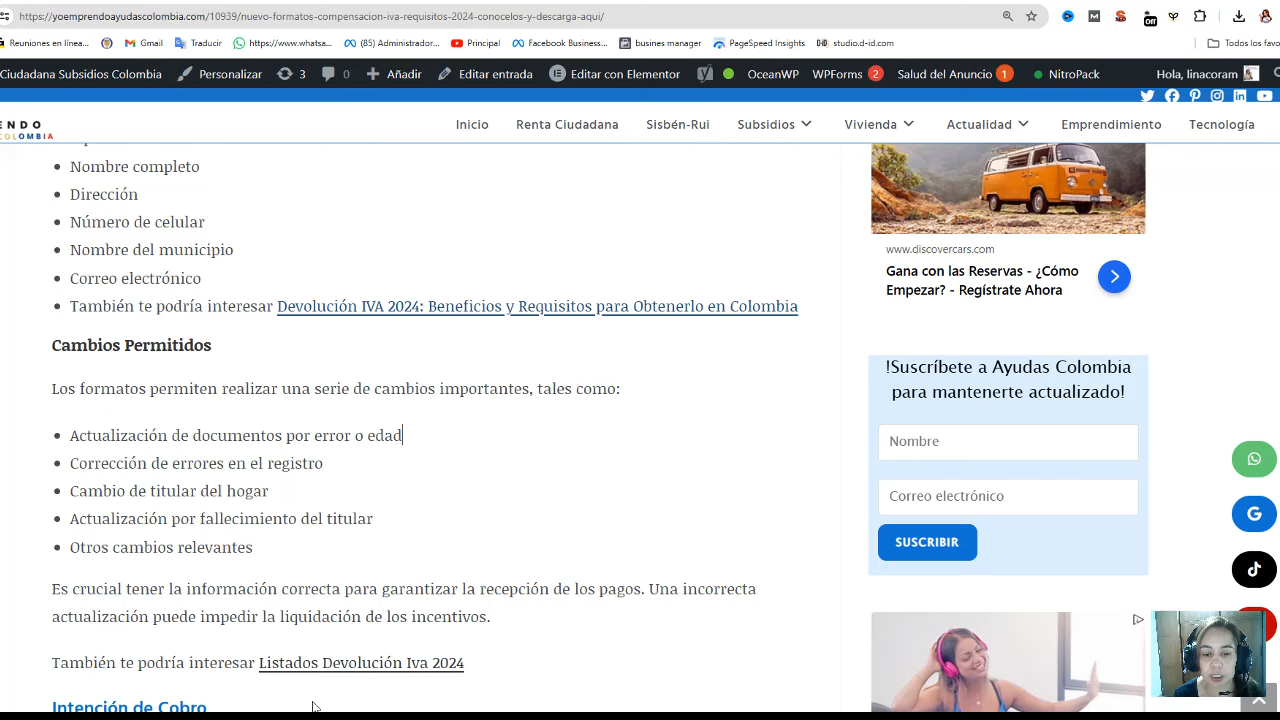 https://yoemprendoayudascolombia.com/10939/nuevo-formatos-compensacion-iva-requisitos-2024-conocelos-y-descarga-aqui/
Off
Reuniones en línea...
Gmail
Traducir
https://www.whatsa...
(85) Administrador...
Principal
Facebook Business...
busines manager
PageSpeed Insights
studio.d-id.com
Todos los favo
Ciudadana Subsidios Colombia
Personalizar
3
0
Añadir
Editar entrada
Editar con Elementor
OceanWP
WPForms 2
Salud del Anuncio 1
NitroPack
Hola, linacoram
ENDO
COLOMBIA
Inicio
Renta Ciudadana
Sisbén-Rui
Subsidios
Vivienda
Actualidad
Emprendimiento
Tecnología
Nombre completo
Dirección
Número de celular
Nombre del municipio
Correo electrónico
También te podría interesar Devolución IVA 2024: Beneficios y Requisitos para Obtenerlo en Colombia
Cambios Permitidos
Los formatos permiten realizar una serie de cambios importantes, tales como:
Actualización de documentos por error o edad
Corrección de errores en el registro
Cambio de titular del hogar
Actualización por fallecimiento del titular
Otros cambios relevantes
Es crucial tener la información correcta para garantizar la recepción de los pagos. Una incorrecta
actualización puede impedir la liquidación de los incentivos.
También te podría interesar Listados Devolución Iva 2024
Intención de Cobro
www.discovercars.com
Gana con las Reservas - ¿Cómo
Empezar? - Regístrate Ahora
!Suscríbete a Ayudas Colombia
para mantenerte actualizado!
Nombre
Correo electrónico
SUSCRIBIR